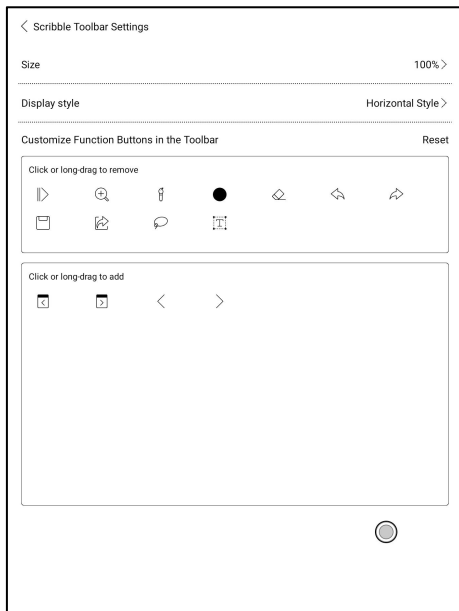 Scribble Toolbar Settings
Size 100%
Display style Horizontal Style
Customize Function Buttons in the Toolbar Reset
Click or long-drag to remove
T
Click or long-drag to add